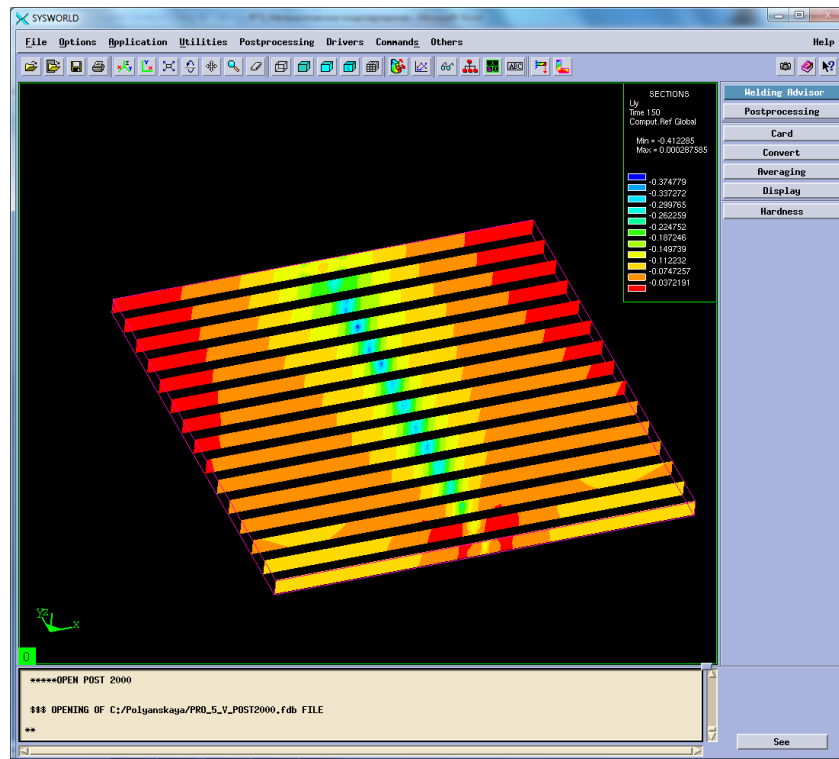 SYSWORLD
File Options Application Utilities Postprocessing Drivers Commands Others Help
ABC
SECTIONS
Uy
Time 150
Comput.Ref Global
Min = -0.412285
Max = 0.000287585
-0.374779
-0.337272
-0.299765
-0.262259
-0.224752
-0.187246
-0.149739
-0.112232
-0.0747257
-0.0372191
Welding Advisor
Postprocessing
Card
Convert
Averaging
Display
Hardness
YZ
X
0
*****OPEN POST 2000
$$$ OPENING OF C:/Polyanskaya/PRO_5_V_POST2000.fdb FILE
**
See